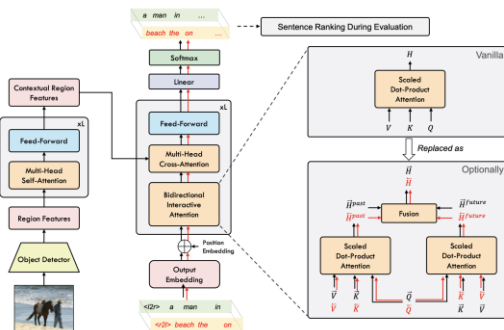 a man in ...
beach the on ...
Sentence Ranking During Evaluation
Softmax
Linear
xL
Feed-Forward
Multi-Head
Cross-Attention
Bidirectional
Interactive
Attention
Position
Embedding
Output
Embedding
<l2r> a man in
<r2l> beach the on
Contextual Region
Features
xL
Feed-Forward
Multi-Head
Self-Attention
Region Features
Object Detector
Vanilla
H
Scaled
Dot-Product
Attention
V K Q
Replaced as
Optionally
H⃗
H⃖
H⃗ᵖᵃˢᵗ
H⃖ᵖᵃˢᵗ
Fusion
H⃗ᶠᵘᵗᵘʳᵉ
H⃖ᶠᵘᵗᵘʳᵉ
Scaled
Dot-Product
Attention
Scaled
Dot-Product
Attention
V⃗ K⃗ Q⃗ K⃗ V⃗
V⃖ K⃖ Q⃖ K⃖ V⃖